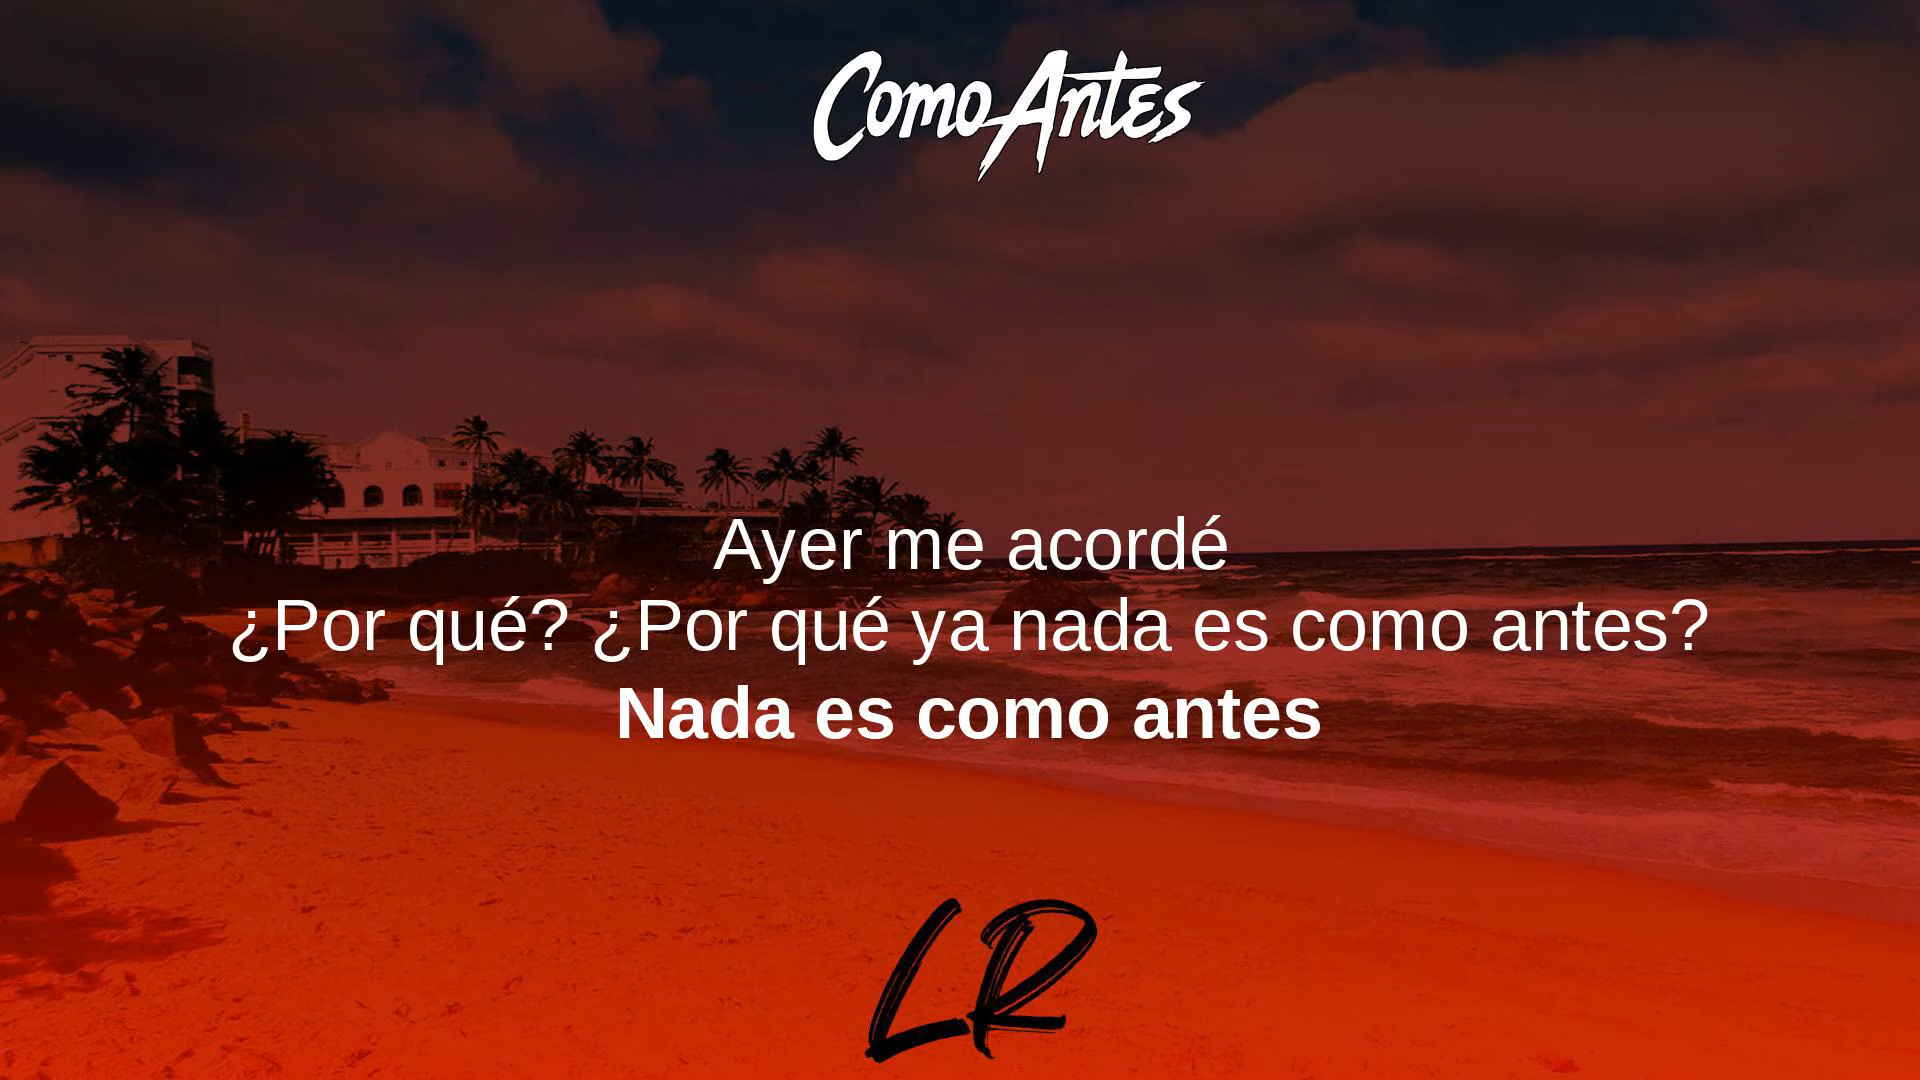 Como Antes
Ayer me acordé
¿Por qué? ¿Por qué ya nada es como antes?
Nada es como antes
LR